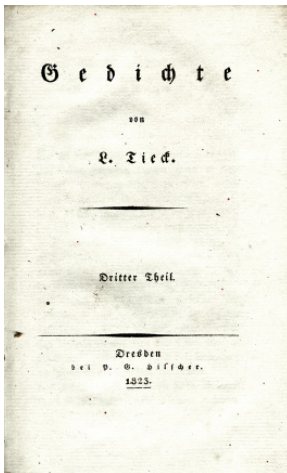 Gedichte
von
L. Tieck.
Dritter Theil.
Dresden
bei P. G. Hilscher.
1823.